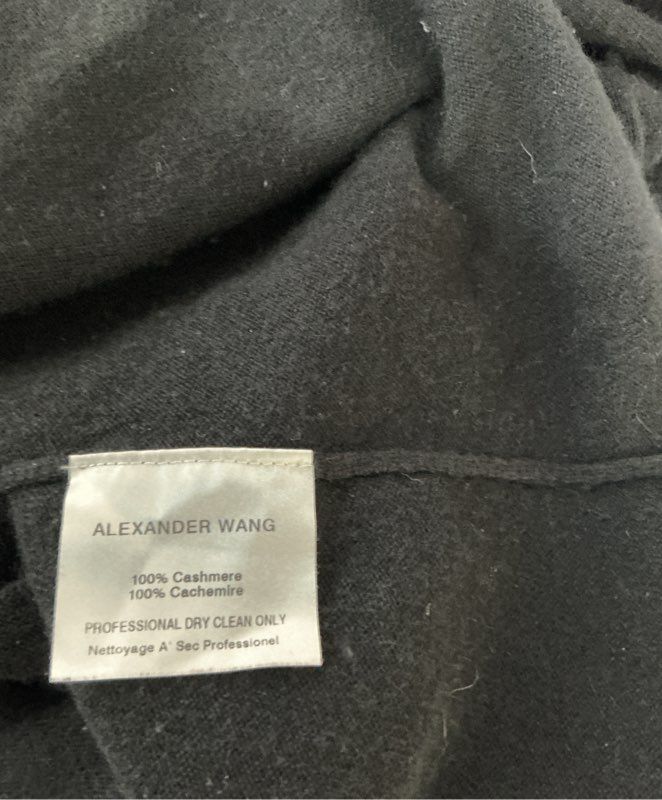 ALEXANDER WANG
100% Cashmere
100% Cachemire
PROFESSIONAL DRY CLEAN ONLY
Nettoyage A' Sec Professionel